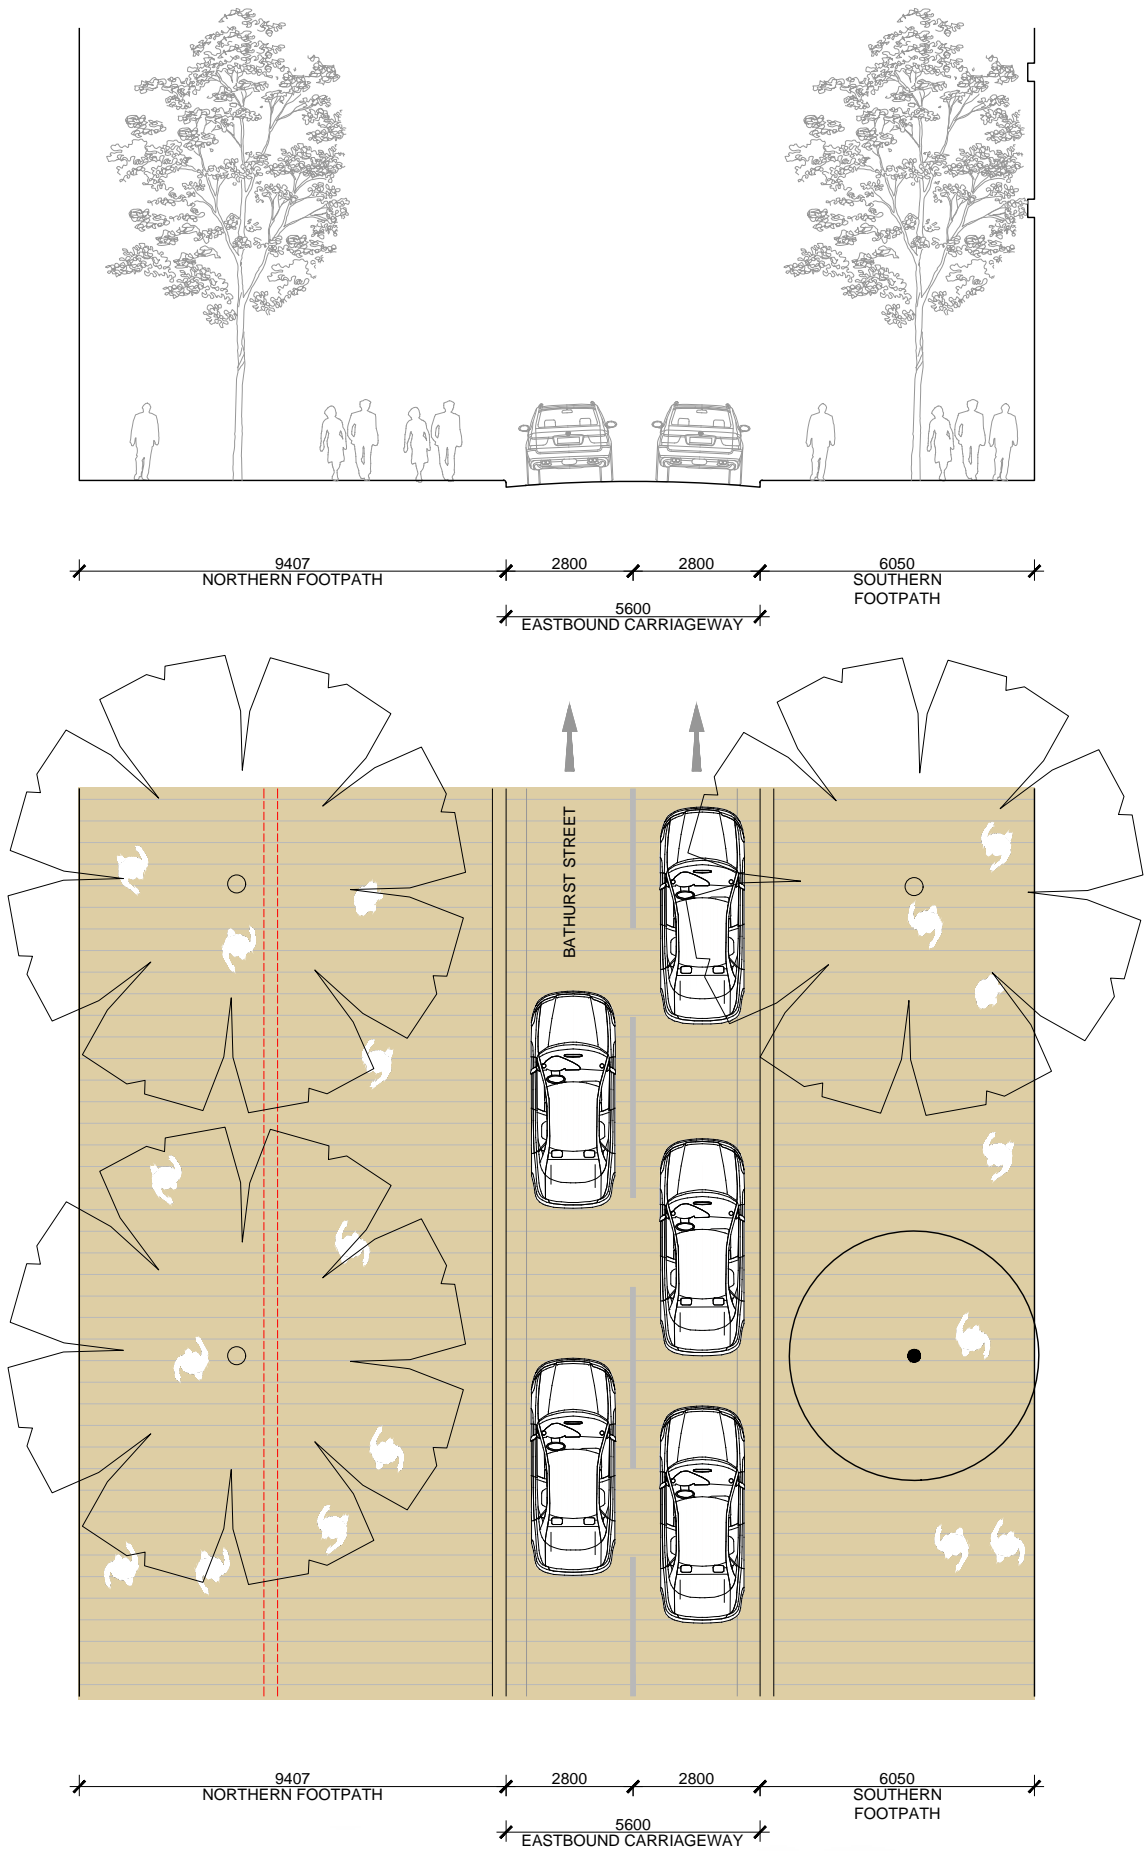 9407
NORTHERN FOOTPATH
2800
2800
6050
SOUTHERN
FOOTPATH
5600
EASTBOUND CARRIAGEWAY
BATHURST STREET
9407
NORTHERN FOOTPATH
2800
2800
6050
SOUTHERN
FOOTPATH
5600
EASTBOUND CARRIAGEWAY